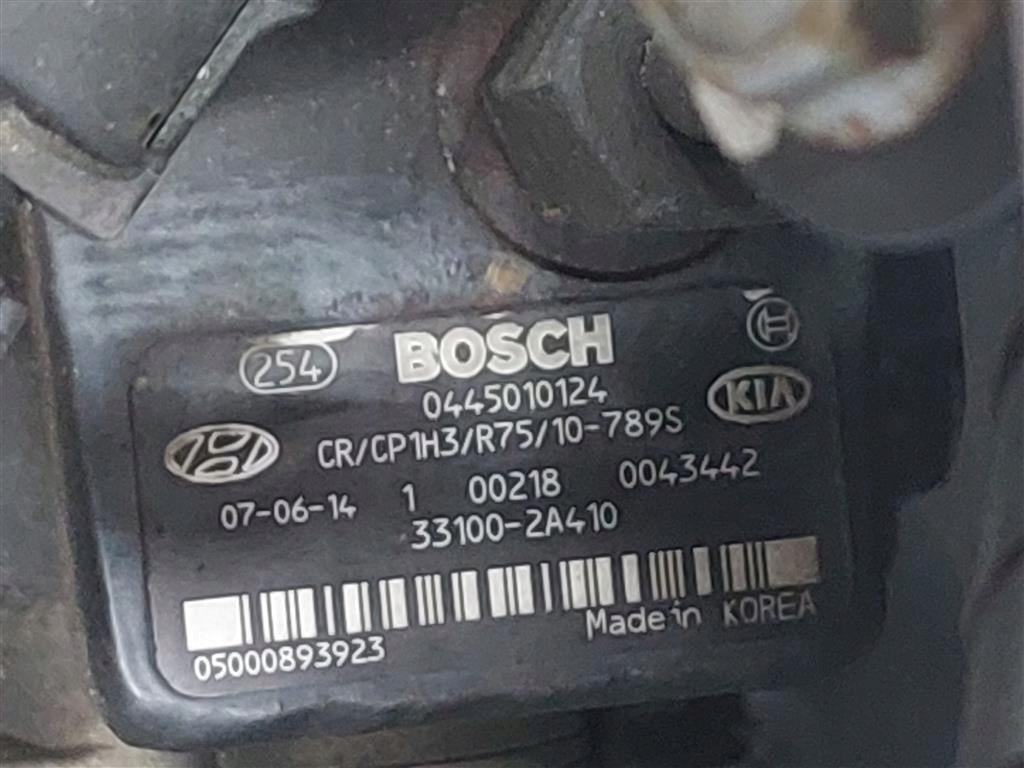 254 BOSCH
0445010124
KIA
CR/CP1H3/R75/10-789S
07-06-14 1 00218 0043442
33100-2A410
Made in KOREA
05000893923